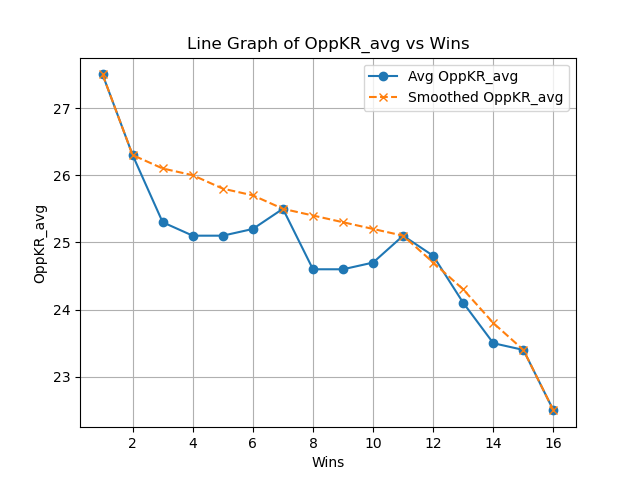 Line Graph of OppKR_avg vs Wins
Avg OppKR_avg
Smoothed OppKR_avg
27
26
25
24
23
OppKR_avg
2 4 6 8 10 12 14 16
Wins